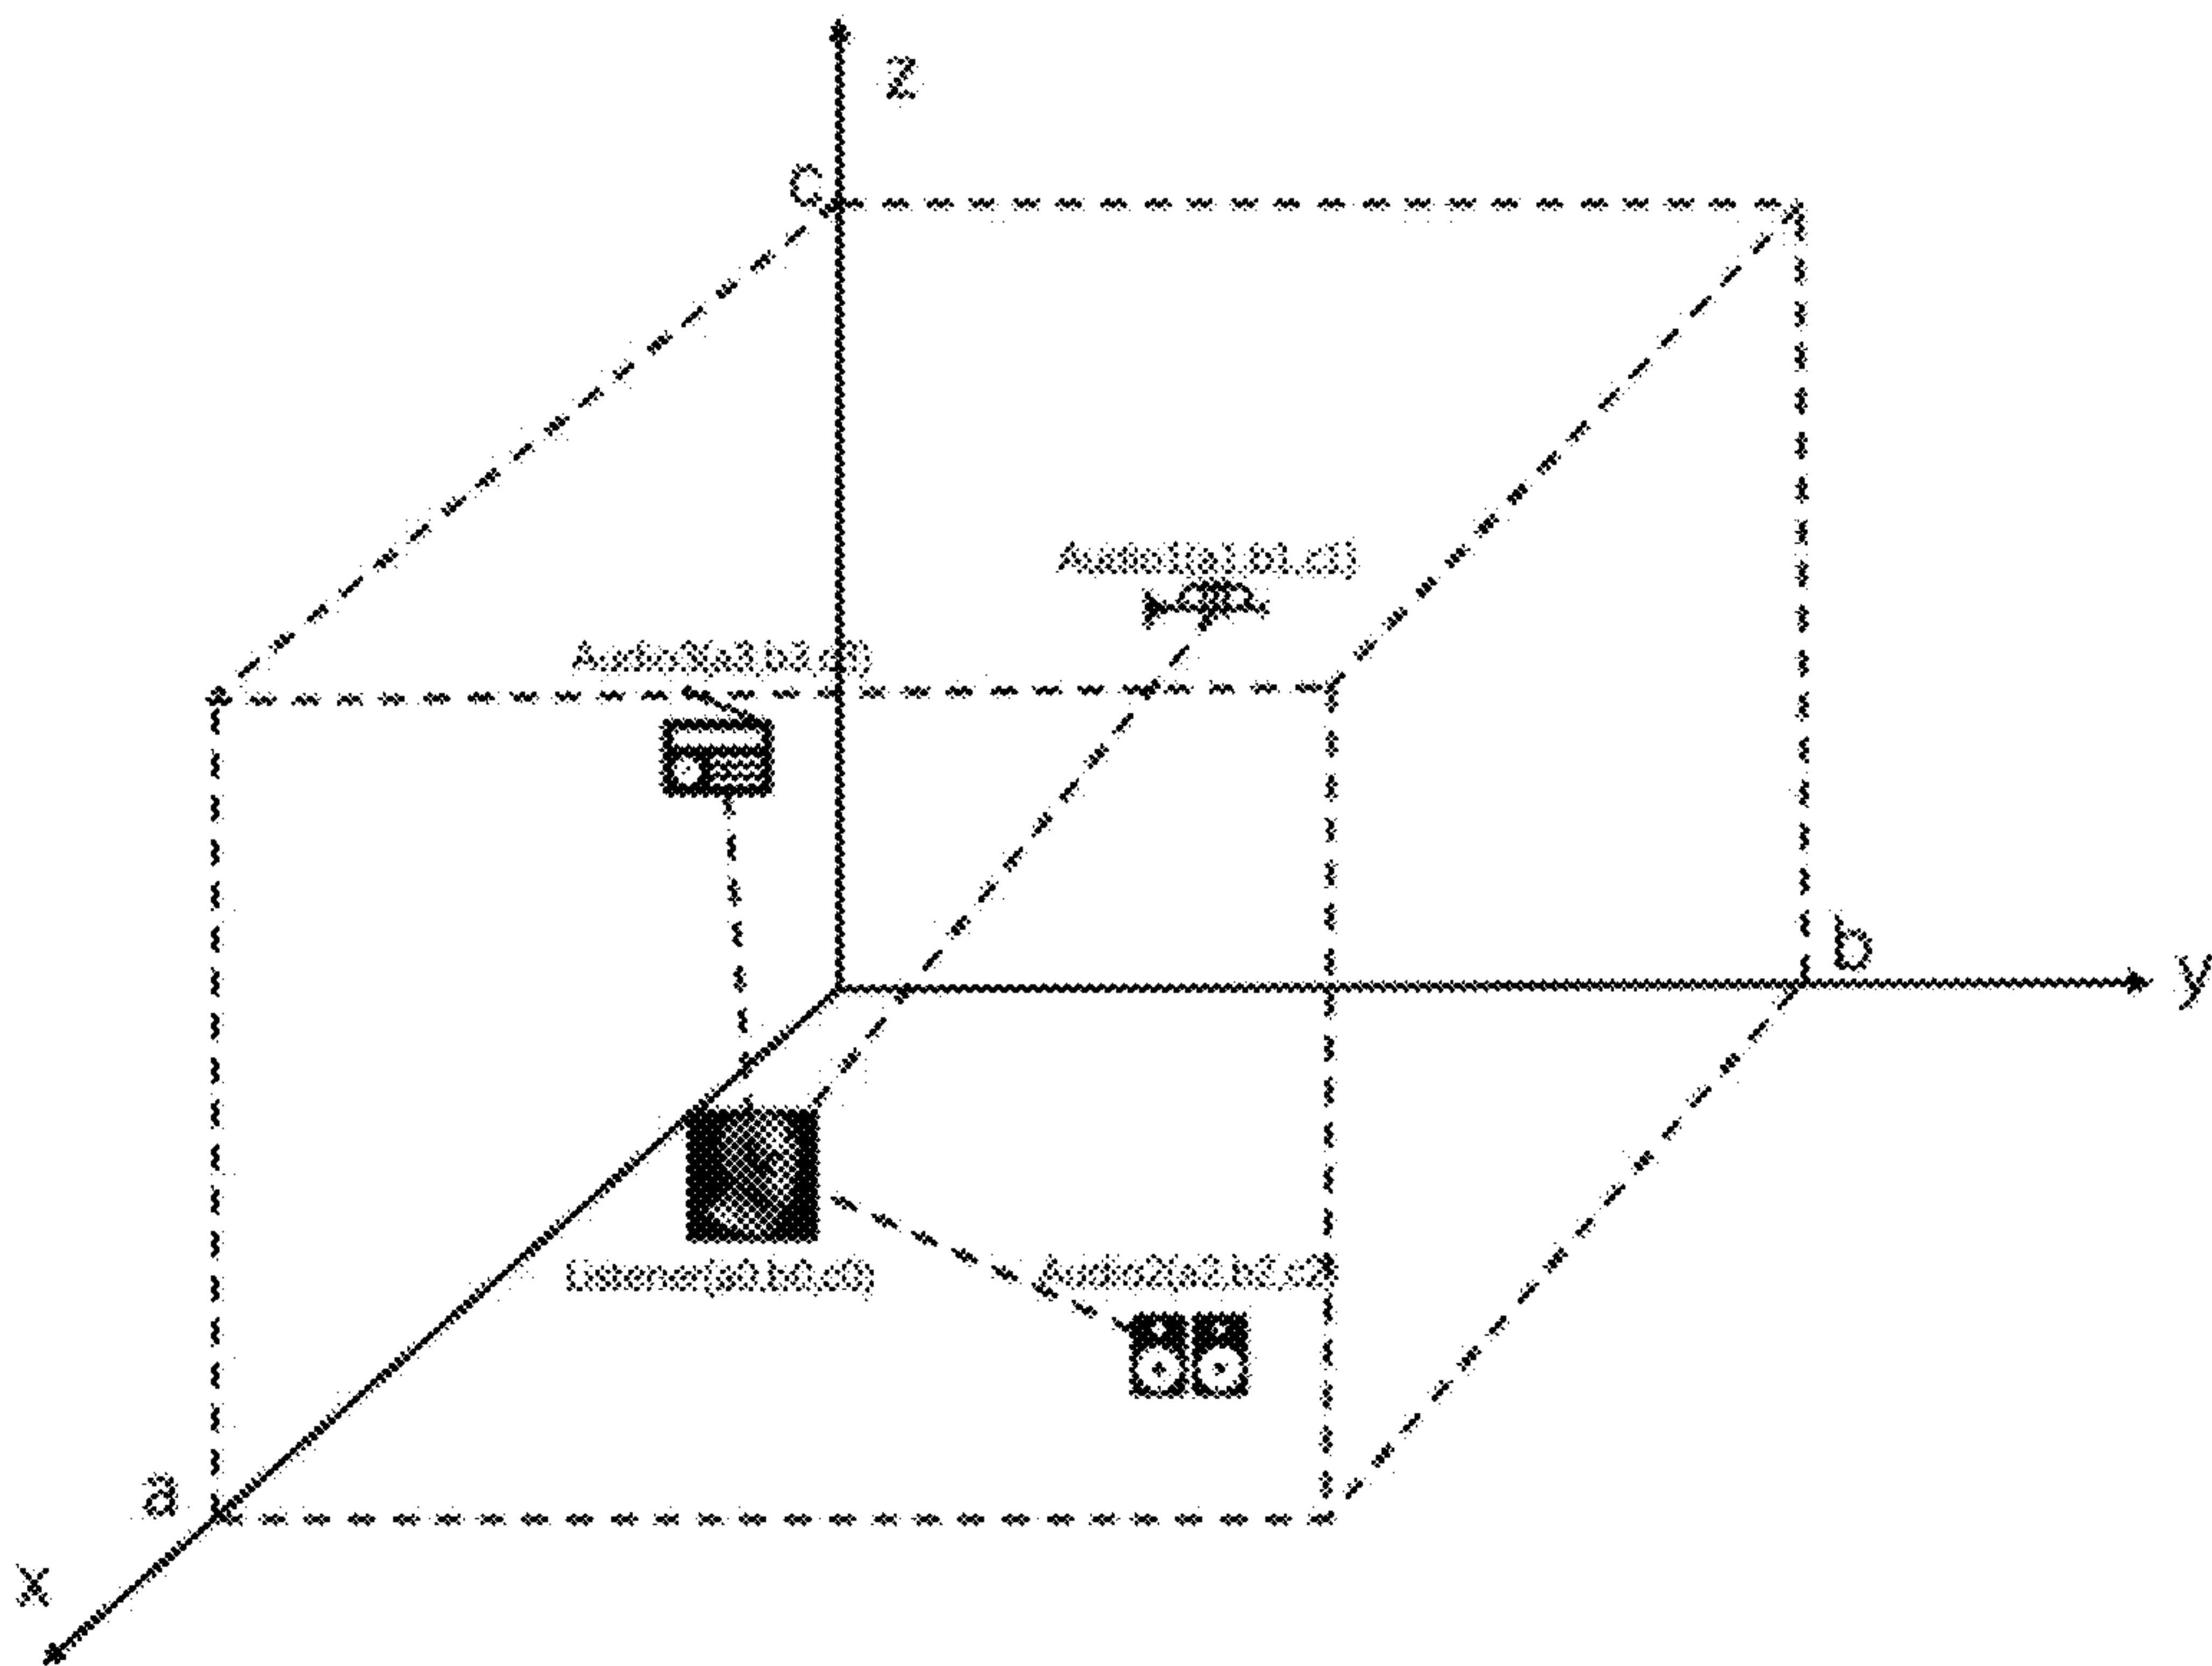 z
c
Audio1(a1,b1,c1)
Audio3(a3,b3,c3)
b
y
Listener(a0,b0,c0)
Audio2(a2,b2,c2)
a
x